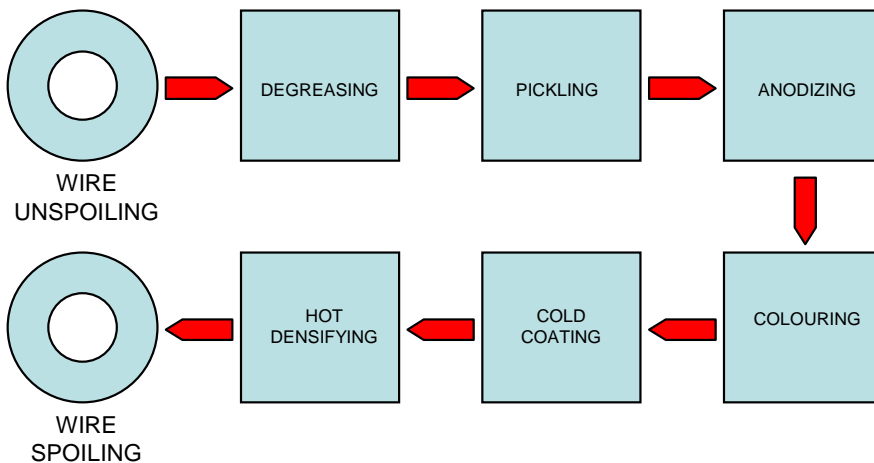 DEGREASING
PICKLING
ANODIZING
WIRE
UNSPOILING
COLOURING
COLD
COATING
HOT
DENSIFYING
WIRE
SPOILING